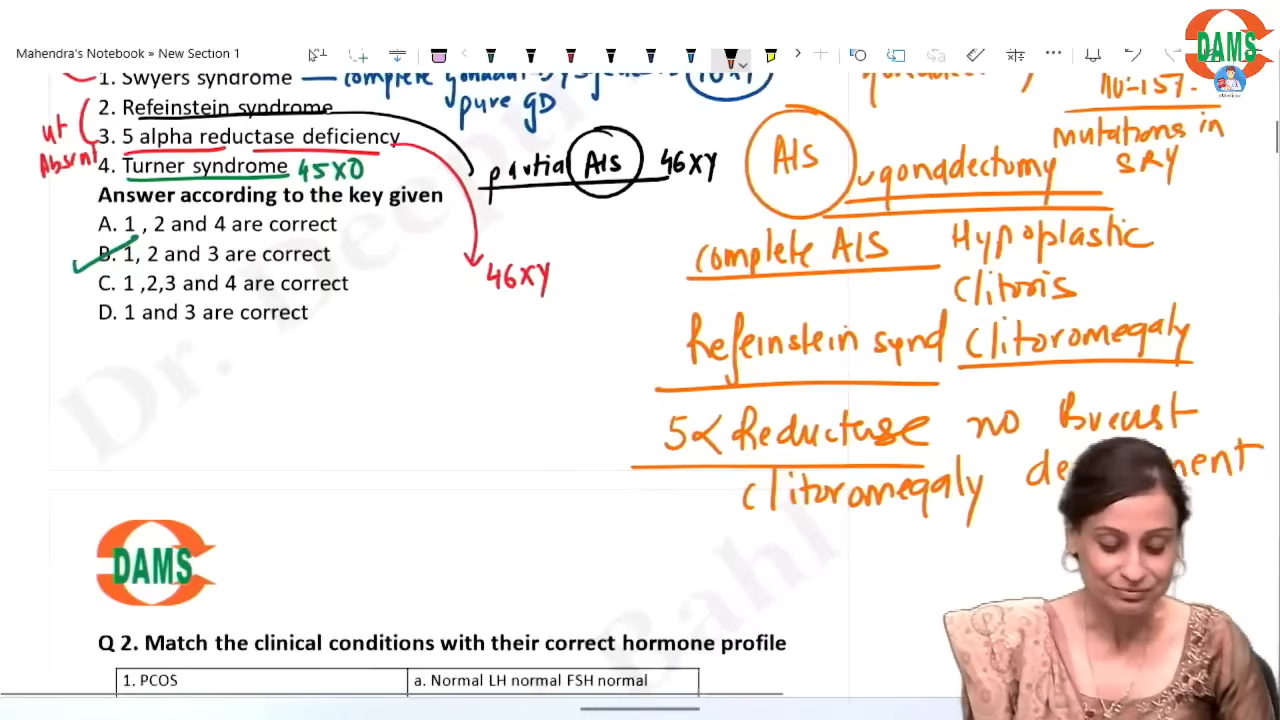 DAMS
Mahendra's Notebook » New Section 1
1. Swyers syndrome — complete gonadal
pure GD
2. Refeinstein syndrome
3. 5 alpha reductase deficiency
4. Turner syndrome 45XO
ut
Absent
partial AIS 46XY
46XY
Answer according to the key given
A. 1 , 2 and 4 are correct
B. 1, 2 and 3 are correct
C. 1 ,2,3 and 4 are correct
D. 1 and 3 are correct
mutations in
SRY
AIS
gonadectomy
complete AIS Hypoplastic
Clitoris
Refeinstein synd Clitoromegaly
5α Reductase no Breast
clitoromegaly
Dr. Deepti Bahl
DAMS
Q 2. Match the clinical conditions with their correct hormone profile
1. PCOS a. Normal LH normal FSH normal